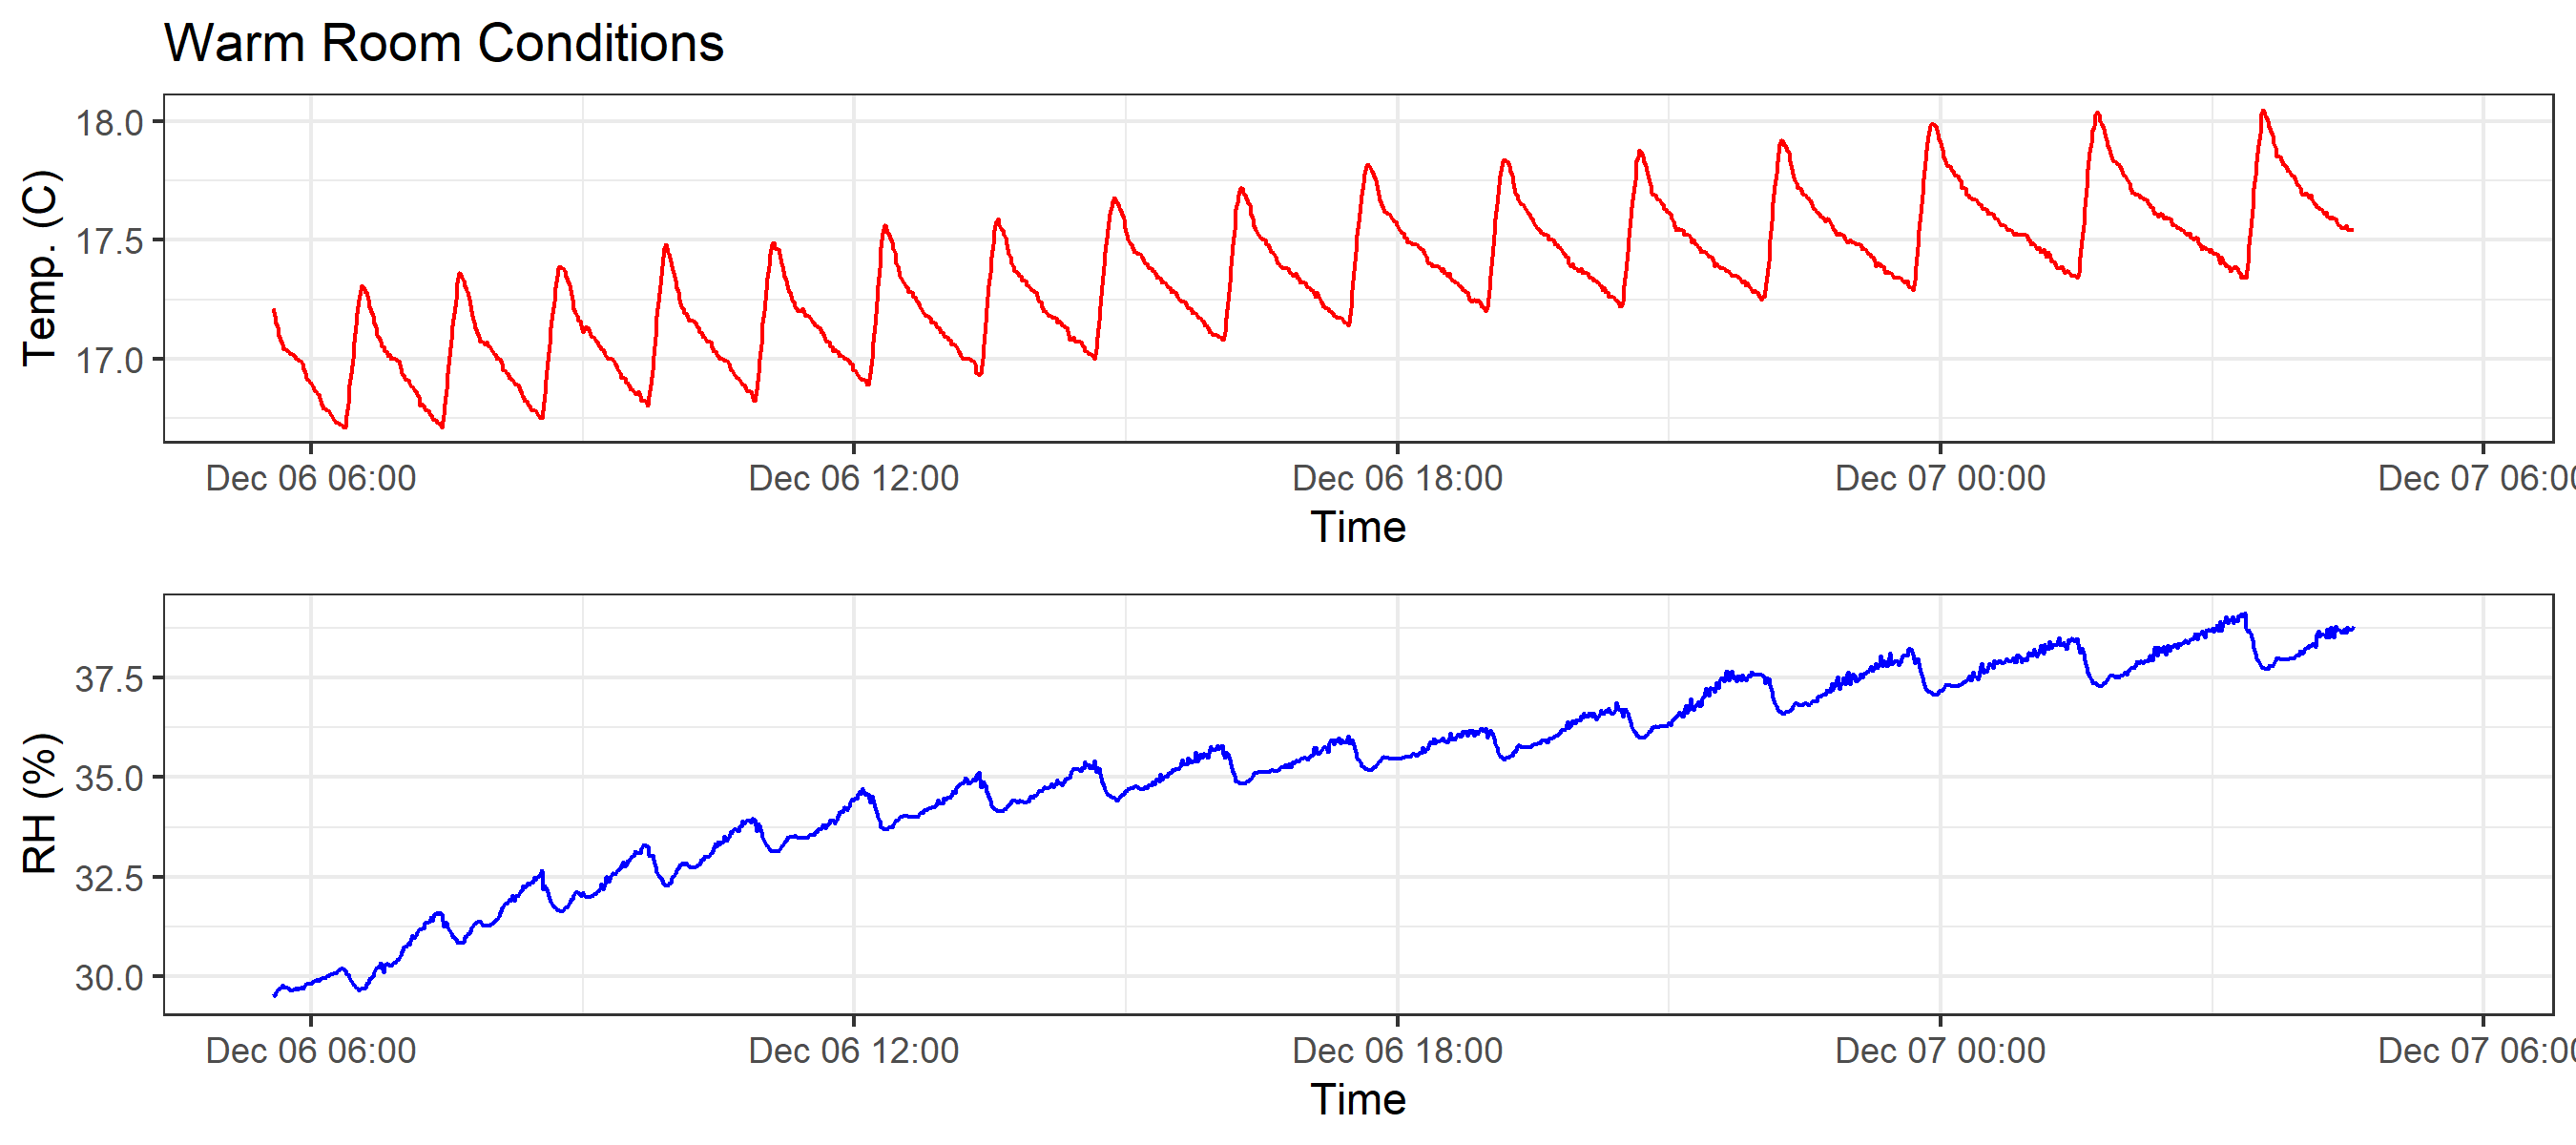 Warm Room Conditions
Temp. (C)
18.0
17.5
17.0
Dec 06 06:00 Dec 06 12:00 Dec 06 18:00 Dec 07 00:00 Dec 07 06:00
Time
RH (%)
37.5
35.0
32.5
30.0
Dec 06 06:00 Dec 06 12:00 Dec 06 18:00 Dec 07 00:00 Dec 07 06:00
Time